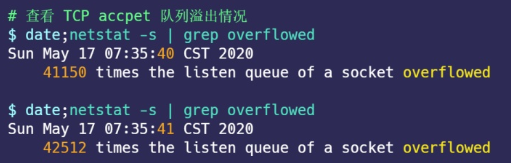 # 查看 TCP accpet 队列溢出情况
$ date;netstat -s | grep overflowed
Sun May 17 07:35:40 CST 2020
    41150 times the listen queue of a socket overflowed
$ date;netstat -s | grep overflowed
Sun May 17 07:35:41 CST 2020
    42512 times the listen queue of a socket overflowed